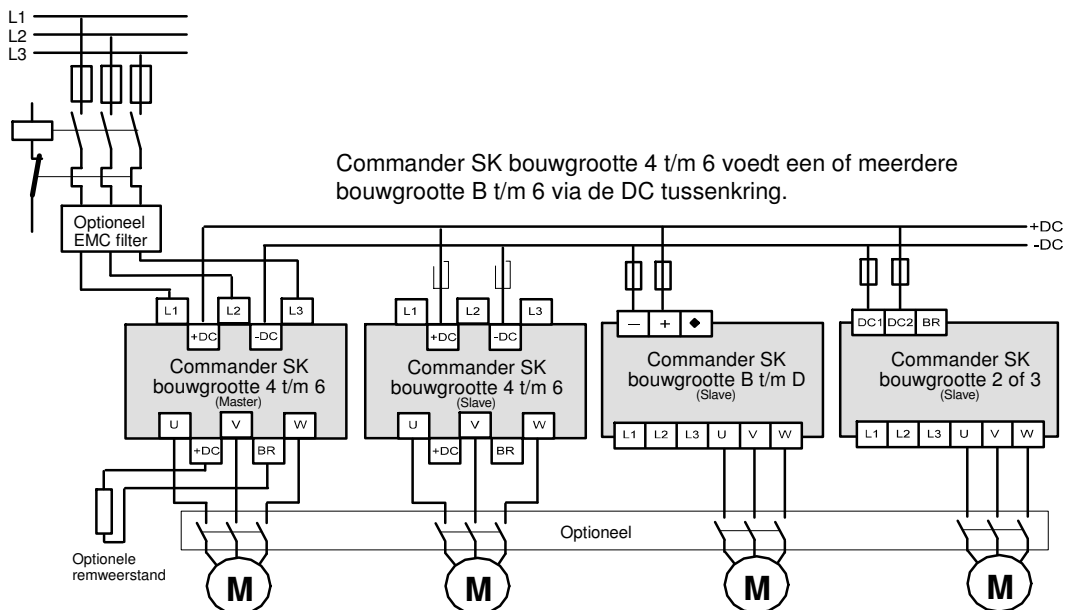 L1
L2
L3
Commander SK bouwgrootte 4 t/m 6 voedt een of meerdere
bouwgrootte B t/m 6 via de DC tussenkring.
Optioneel
EMC filter
+DC
-DC
L1 L2 L3
+DC -DC
Commander SK
bouwgrootte 4 t/m 6
(Master)
U V W
+DC BR
L1 L2 L3
+DC -DC
Commander SK
bouwgrootte 4 t/m 6
(Slave)
U V W
+DC BR
— + ◆
Commander SK
bouwgrootte B t/m D
(Slave)
L1 L2 L3 U V W
DC1 DC2 BR
Commander SK
bouwgrootte 2 of 3
(Slave)
L1 L2 L3 U V W
Optioneel
Optionele
remweerstand
M M M M